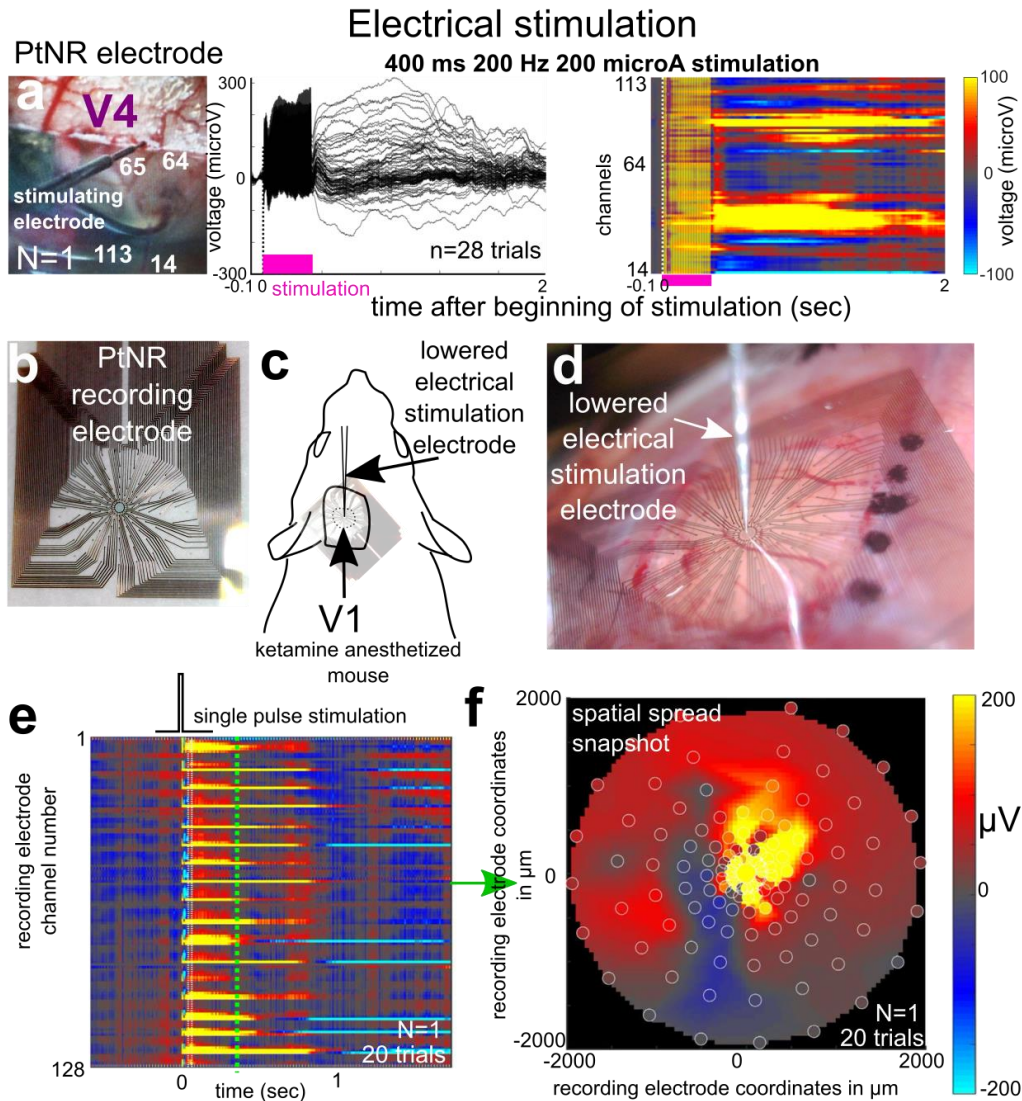 Electrical stimulation
PtNR electrode
400 ms 200 Hz 200 microA stimulation
a
V4
65
64
stimulating
electrode
113
14
N=1
voltage (microV)
300
0
-300
n=28 trials
-0.1
0
stimulation
2
channels
113
64
14
-0.1
0
2
100
0
-100
voltage (microV)
time after beginning of stimulation (sec)
b
PtNR
recording
electrode
c
lowered
electrical
stimulation
electrode
V1
ketamine anesthetized
mouse
d
lowered
electrical
stimulation
electrode
e
single pulse stimulation
1
recording electrode
channel number
128
0
1
time (sec)
N=1
20 trials
f
spatial spread
snapshot
2000
0
-2000
recording electrode coordinates
in µm
N=1
20 trials
-2000
0
2000
recording electrode coordinates in µm
200
µV
0
-200